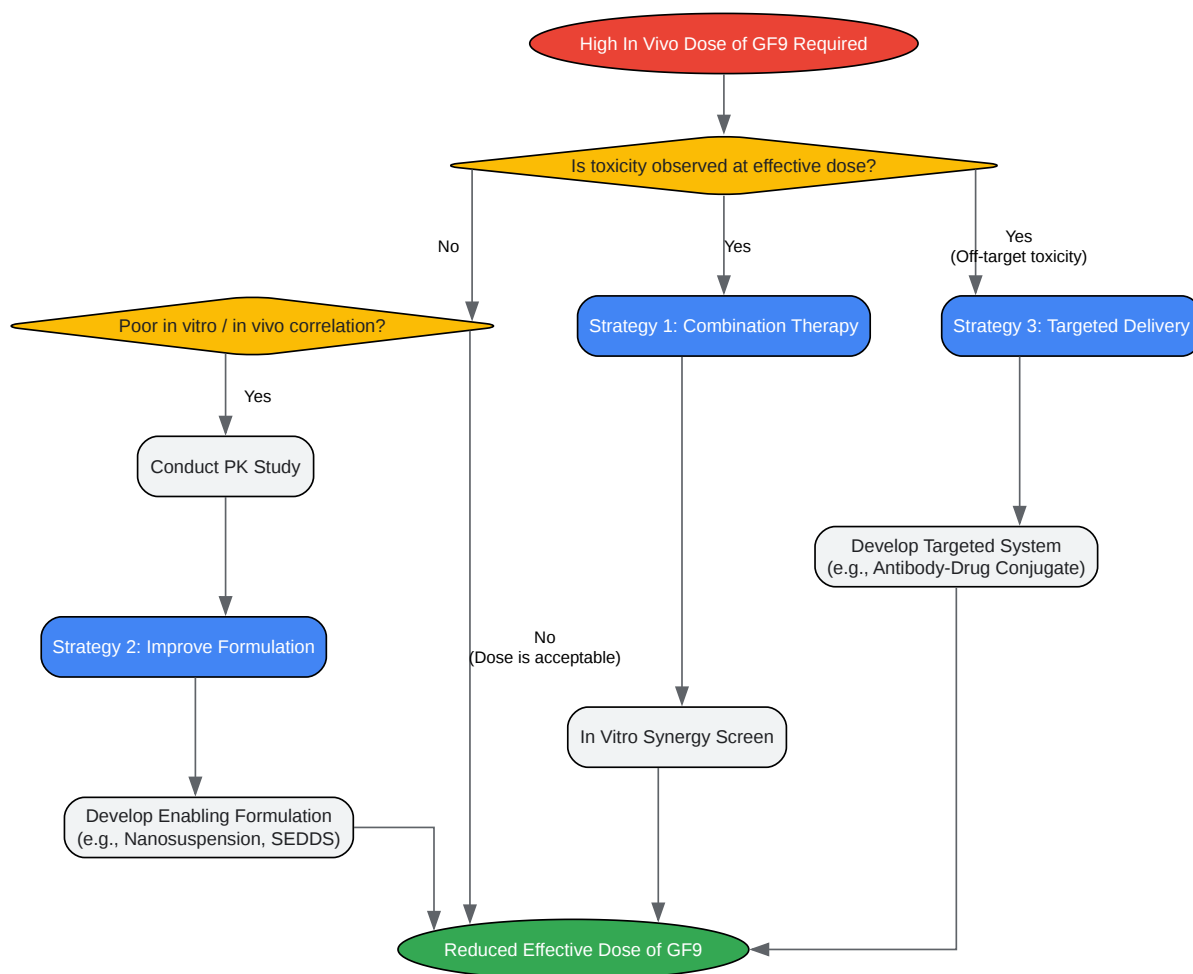 High In Vivo Dose of GF9 Required
Is toxicity observed at effective dose?
No
Yes
Yes
(Off-target toxicity)
Poor in vitro / in vivo correlation?
Strategy 1: Combination Therapy
Strategy 3: Targeted Delivery
Yes
Conduct PK Study
Develop Targeted System
(e.g., Antibody-Drug Conjugate)
Strategy 2: Improve Formulation
No
(Dose is acceptable)
In Vitro Synergy Screen
Develop Enabling Formulation
(e.g., Nanosuspension, SEDDS)
Reduced Effective Dose of GF9